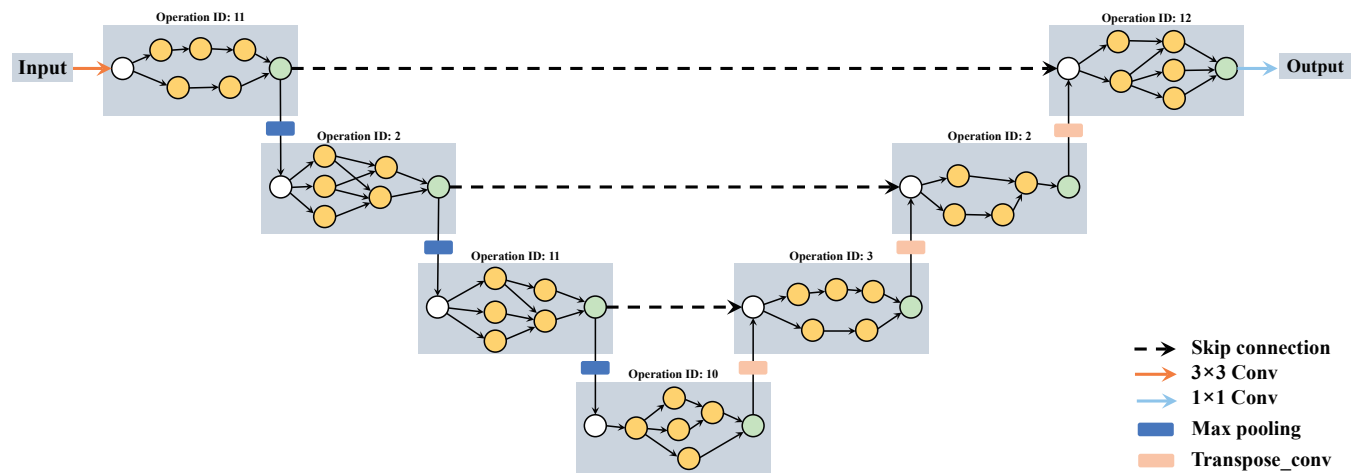 Operation ID: 11
Operation ID: 12
Input
Output
Operation ID: 2
Operation ID: 2
Operation ID: 11
Operation ID: 3
Operation ID: 10
Skip connection
3×3 Conv
1×1 Conv
Max pooling
Transpose_conv